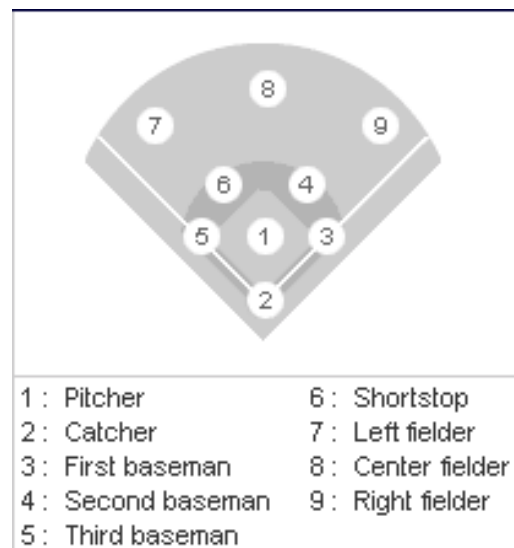 8
7
9
6
4
5
1
3
2
1 : Pitcher
2 : Catcher
3 : First baseman
4 : Second baseman
5 : Third baseman
6 : Shortstop
7 : Left fielder
8 : Center fielder
9 : Right fielder